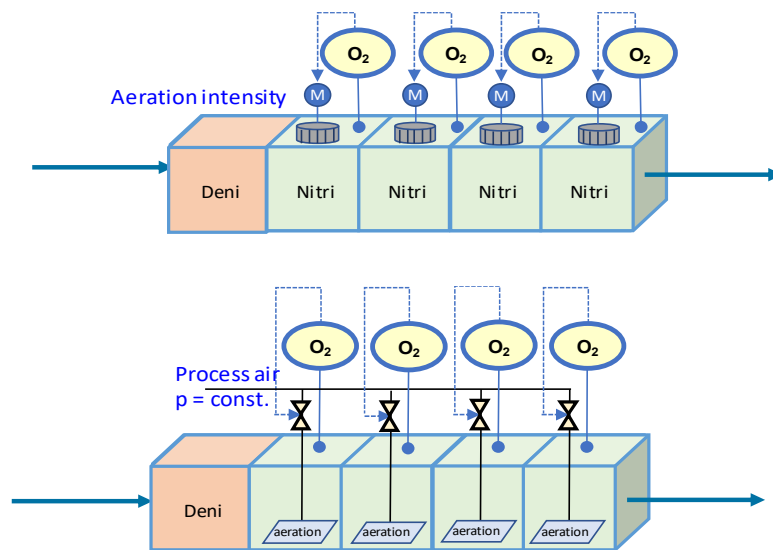 O₂ O₂ O₂ O₂
M M M M
Aeration intensity
Deni Nitri Nitri Nitri Nitri
O₂ O₂ O₂ O₂
Process air
p = const.
Deni
aeration aeration aeration aeration